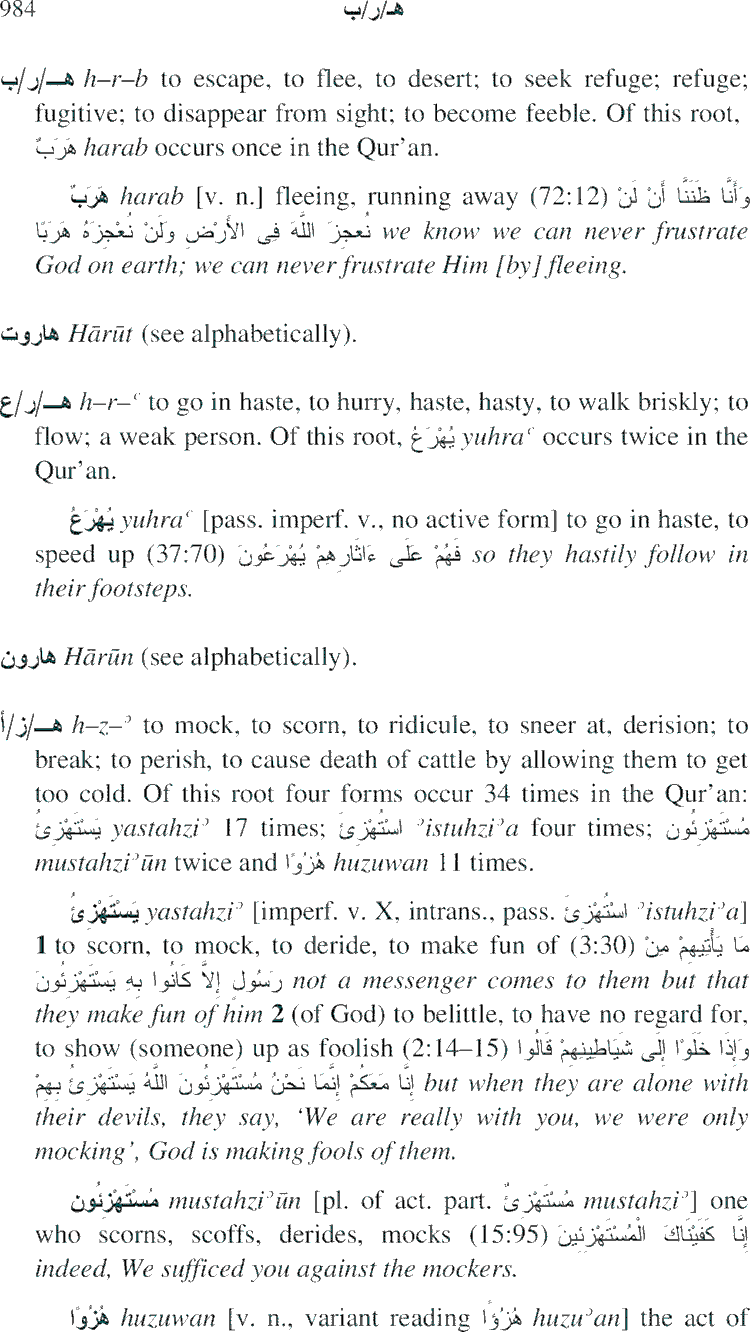 984 هـ/ر/ب
هـ/ر/ب h–r–b to escape, to flee, to desert; to seek refuge; refuge;
fugitive; to disappear from sight; to become feeble. Of this root,
هَرَبٌ harab occurs once in the Qur’an.
هَرَبٌ harab [v. n.] fleeing, running away (72:12) وَأَنَّا ظَنَنَّا أَنْ لَنْ
نُعجِزَ اللَّهَ فِى الأَرْضِ وَلَنْ نُعْجِزَهُ هَرَبًا we know we can never frustrate
God on earth; we can never frustrate Him [by] fleeing.
هاروت Hārūt (see alphabetically).
هـ/ر/ع h–r–ʿ to go in haste, to hurry, haste, hasty, to walk briskly; to
flow; a weak person. Of this root, يُهْرَعُ yuhraʿ occurs twice in the
Qur’an.
يُهْرَعُ yuhraʿ [pass. imperf. v., no active form] to go in haste, to
speed up (37:70) فَهُمْ عَلَى ءَاثَارِهِمْ يُهْرَعُونَ so they hastily follow in
their footsteps.
هارون Hārūn (see alphabetically).
هـ/ز/أ h–z–ʾ to mock, to scorn, to ridicule, to sneer at, derision; to
break; to perish, to cause death of cattle by allowing them to get
too cold. Of this root four forms occur 34 times in the Qur’an:
يَسْتَهْزِئُ yastahziʾ 17 times; اسْتُهْزِئَ ʾistuhziʾa four times; مُسْتَهْزِئُون
mustahziʾūn twice and هُزُوًا huzuwan 11 times.
يَسْتَهْزِئُ yastahziʾ [imperf. v. X, intrans., pass. اسْتُهْزِئَ ʾistuhziʾa]
1 to scorn, to mock, to deride, to make fun of (3:30) مَا يَأْتِيهِمْ مِنْ
رَسُولٍ إِلاَّ كَانُوا بِهِ يَسْتَهْزِئُونَ not a messenger comes to them but that
they make fun of him 2 (of God) to belittle, to have no regard for,
to show (someone) up as foolish (2:14–15) وَإِذَا خَلَوْا إِلَى شَيَاطِينِهِمْ قَالُوا
إِنَّا مَعَكُمْ إِنَّمَا نَحْنُ مُسْتَهْزِئُونَ اللَّهُ يَسْتَهْزِئُ بِهِمْ but when they are alone with
their devils, they say, ‘We are really with you, we were only
mocking’, God is making fools of them.
مُسْتَهْزِئُون mustahziʾūn [pl. of act. part. مُسْتَهْزِئٌ mustahziʾ] one
who scorns, scoffs, derides, mocks (15:95) إِنَّا كَفَيْنَاكَ الْمُسْتَهْزِئِينَ
indeed, We sufficed you against the mockers.
هُزُوًا huzuwan [v. n., variant reading هُزُؤًا huzuʾan] the act of